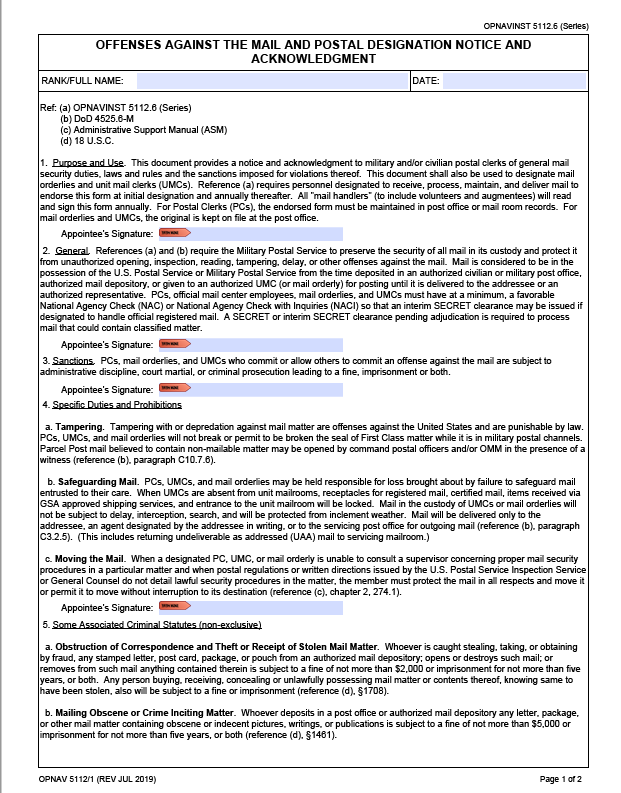 OPNAVINST 5112.6 (Series)
OFFENSES AGAINST THE MAIL AND POSTAL DESIGNATION NOTICE AND
ACKNOWLEDGMENT
RANK/FULL NAME:
DATE:
Ref: (a) OPNAVINST 5112.6 (Series)
(b) DoD 4525.6-M
(c) Administrative Support Manual (ASM)
(d) 18 U.S.C.
1. Purpose and Use. This document provides a notice and acknowledgment to military and/or civilian postal clerks of general mail
security duties, laws and rules and the sanctions imposed for violations thereof. This document shall also be used to designate mail
orderlies and unit mail clerks (UMCs). Reference (a) requires personnel designated to receive, process, maintain, and deliver mail to
endorse this form at initial designation and annually thereafter. All "mail handlers" (to include volunteers and augmentees) will read
and sign this form annually. For Postal Clerks (PCs), the endorsed form must be maintained in post office or mail room records. For
mail orderlies and UMCs, the original is kept on file at the post office.
Appointee's Signature:
2. General. References (a) and (b) require the Military Postal Service to preserve the security of all mail in its custody and protect it
from unauthorized opening, inspection, reading, tampering, delay, or other offenses against the mail. Mail is considered to be in the
possession of the U.S. Postal Service or Military Postal Service from the time deposited in an authorized civilian or military post office,
authorized mail depository, or given to an authorized UMC (or mail orderly) for posting until it is delivered to the addressee or an
authorized representative. PCs, official mail center employees, mail orderlies, and UMCs must have at a minimum, a favorable
National Agency Check (NAC) or National Agency Check with Inquiries (NACI) so that an interim SECRET clearance may be issued if
designated to handle official registered mail. A SECRET or interim SECRET clearance pending adjudication is required to process
mail that could contain classified matter.
Appointee's Signature:
3. Sanctions. PCs, mail orderlies, and UMCs who commit or allow others to commit an offense against the mail are subject to
administrative discipline, court martial, or criminal prosecution leading to a fine, imprisonment or both.
Appointee's Signature:
4. Specific Duties and Prohibitions
a. Tampering. Tampering with or depredation against mail matter are offenses against the United States and are punishable by law.
PCs, UMCs, and mail orderlies will not break or permit to be broken the seal of First Class matter while it is in military postal channels.
Parcel Post mail believed to contain non-mailable matter may be opened by command postal officers and/or OMM in the presence of a
witness (reference (b), paragraph C10.7.6).
b. Safeguarding Mail. PCs, UMCs, and mail orderlies may be held responsible for loss brought about by failure to safeguard mail
entrusted to their care. When UMCs are absent from unit mailrooms, receptacles for registered mail, certified mail, items received via
GSA approved shipping services, and entrance to the unit mailroom will be locked. Mail in the custody of UMCs or mail orderlies will
not be subject to delay, interception, search, and will be protected from inclement weather. Mail will be delivered only to the
addressee, an agent designated by the addressee in writing, or to the servicing post office for outgoing mail (reference (b), paragraph
C3.2.5). (This includes returning undeliverable as addressed (UAA) mail to servicing mailroom.)
c. Moving the Mail. When a designated PC, UMC, or mail orderly is unable to consult a supervisor concerning proper mail security
procedures in a particular matter and when postal regulations or written directions issued by the U.S. Postal Service Inspection Service
or General Counsel do not detail lawful security procedures in the matter, the member must protect the mail in all respects and move it
or permit it to move without interruption to its destination (reference (c), chapter 2, 274.1).
Appointee's Signature:
5. Some Associated Criminal Statutes (non-exclusive)
a. Obstruction of Correspondence and Theft or Receipt of Stolen Mail Matter. Whoever is caught stealing, taking, or obtaining
by fraud, any stamped letter, post card, package, or pouch from an authorized mail depository; opens or destroys such mail; or
removes from such mail anything contained therein is subject to a fine of not more than $2,000 or imprisonment for not more than five
years, or both. Any person buying, receiving, concealing or unlawfully possessing mail matter or contents thereof, knowing same to
have been stolen, also will be subject to a fine or imprisonment (reference (d), §1708).
b. Mailing Obscene or Crime Inciting Matter. Whoever deposits in a post office or authorized mail depository any letter, package,
or other mail matter containing obscene or indecent pictures, writings, or publications is subject to a fine of not more than $5,000 or
imprisonment for not more than five years, or both (reference (d), §1461).
OPNAV 5112/1 (REV JUL 2019)
Page 1 of 2